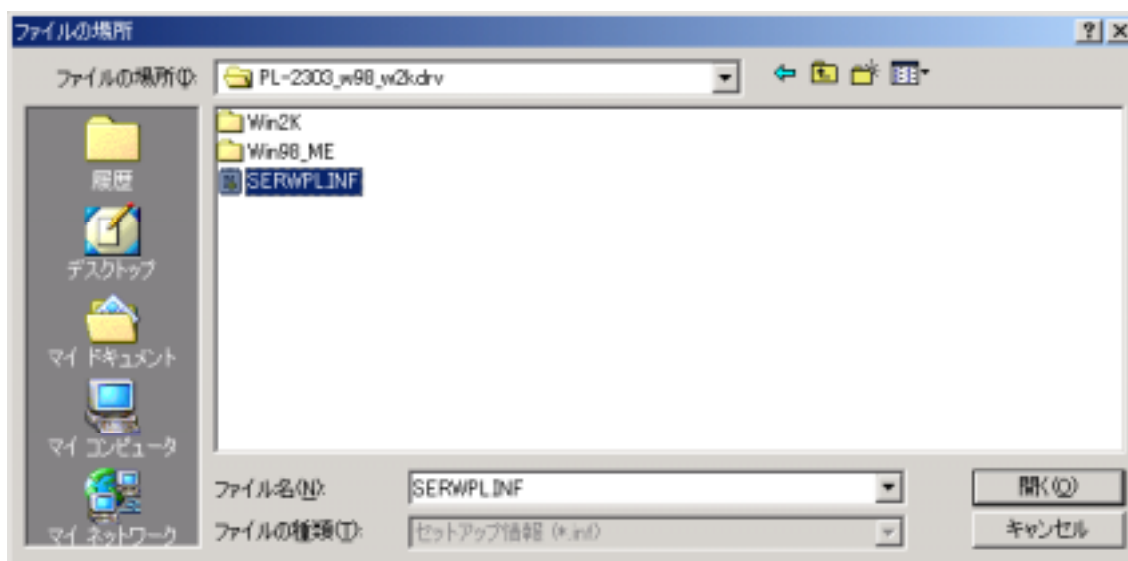 ファイルの場所
ファイルの場所(I):
PL-2303_w98_w2k.drv
Win2K
Win98_ME
SERWPL.INF
履歴
デスクトップ
マイ ドキュメント
マイ コンピュータ
マイ ネットワーク
ファイル名(N):
SERWPL.INF
開く(O)
ファイルの種類(T):
セットアップ情報 (*.inf)
キャンセル